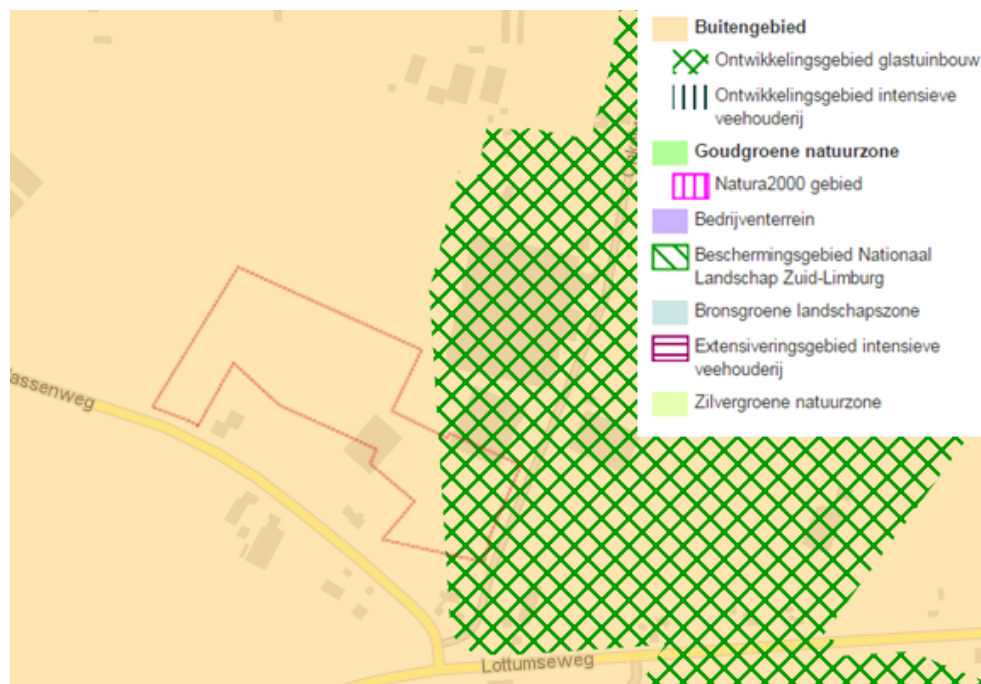 Buitengebied
Ontwikkelingsgebied glastuinbouw
Ontwikkelingsgebied intensieve
veehouderij
Goudgroene natuurzone
Natura2000 gebied
Bedrijventerrein
Beschermingsgebied Nationaal
Landschap Zuid-Limburg
Bronsgroene landschapszone
Extensiveringsgebied intensieve
veehouderij
Zilvergroene natuurzone
assenweg
Lottumseweg